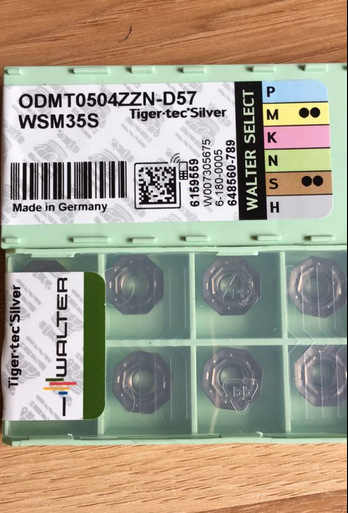 ODMT0504ZZN-D57
Tiger·tec®Silver
WSM35S
Made in Germany
6159559
W007305675
6-180-0005
648560-789
WALTER SELECT
P
M ●●
K
N
S ●●
H
Tiger·tec®Silver
WALTER